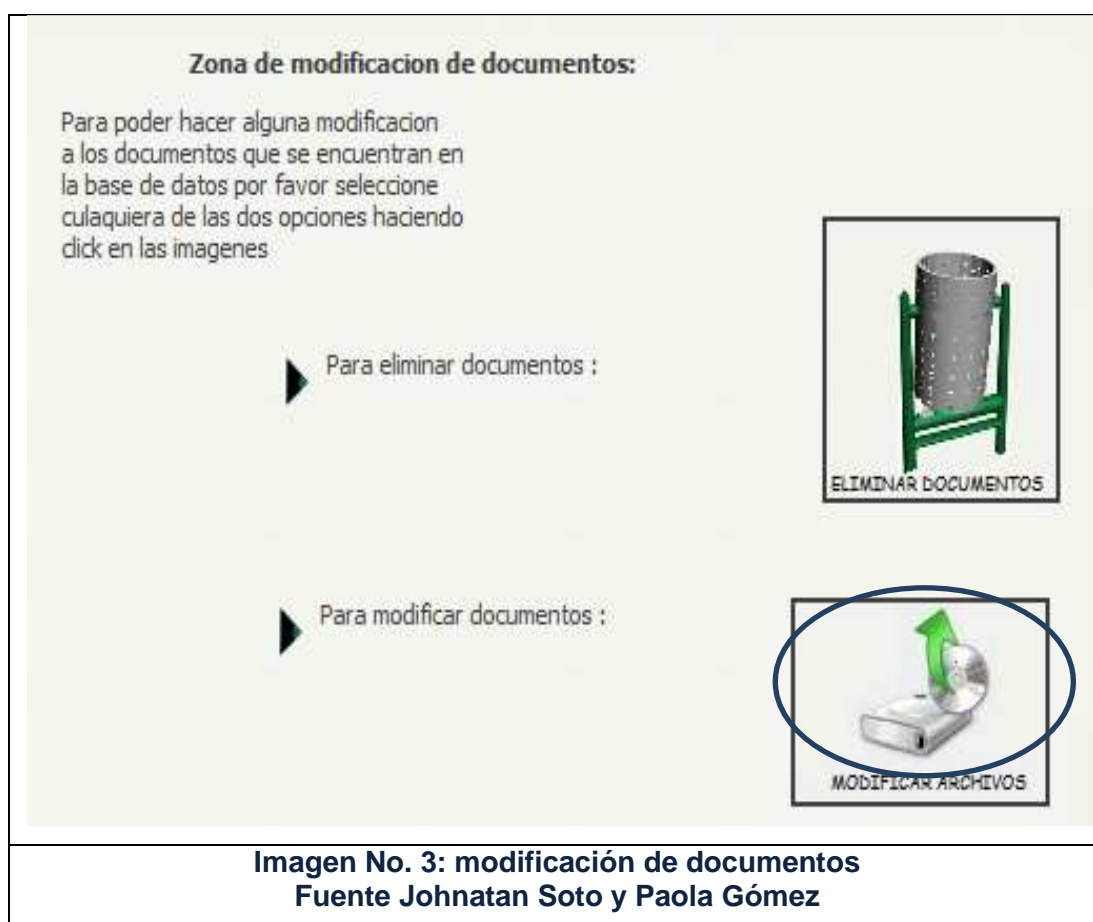 Zona de modificacion de documentos:
Para poder hacer alguna modificacion
a los documentos que se encuentran en
la base de datos por favor seleccione
culaquiera de las dos opciones haciendo
click en las imagenes
Para eliminar documentos :
ELIMINAR DOCUMENTOS
Para modificar documentos :
MODIFICAR ARCHIVOS
Imagen No. 3: modificación de documentos
Fuente Johnatan Soto y Paola Gómez